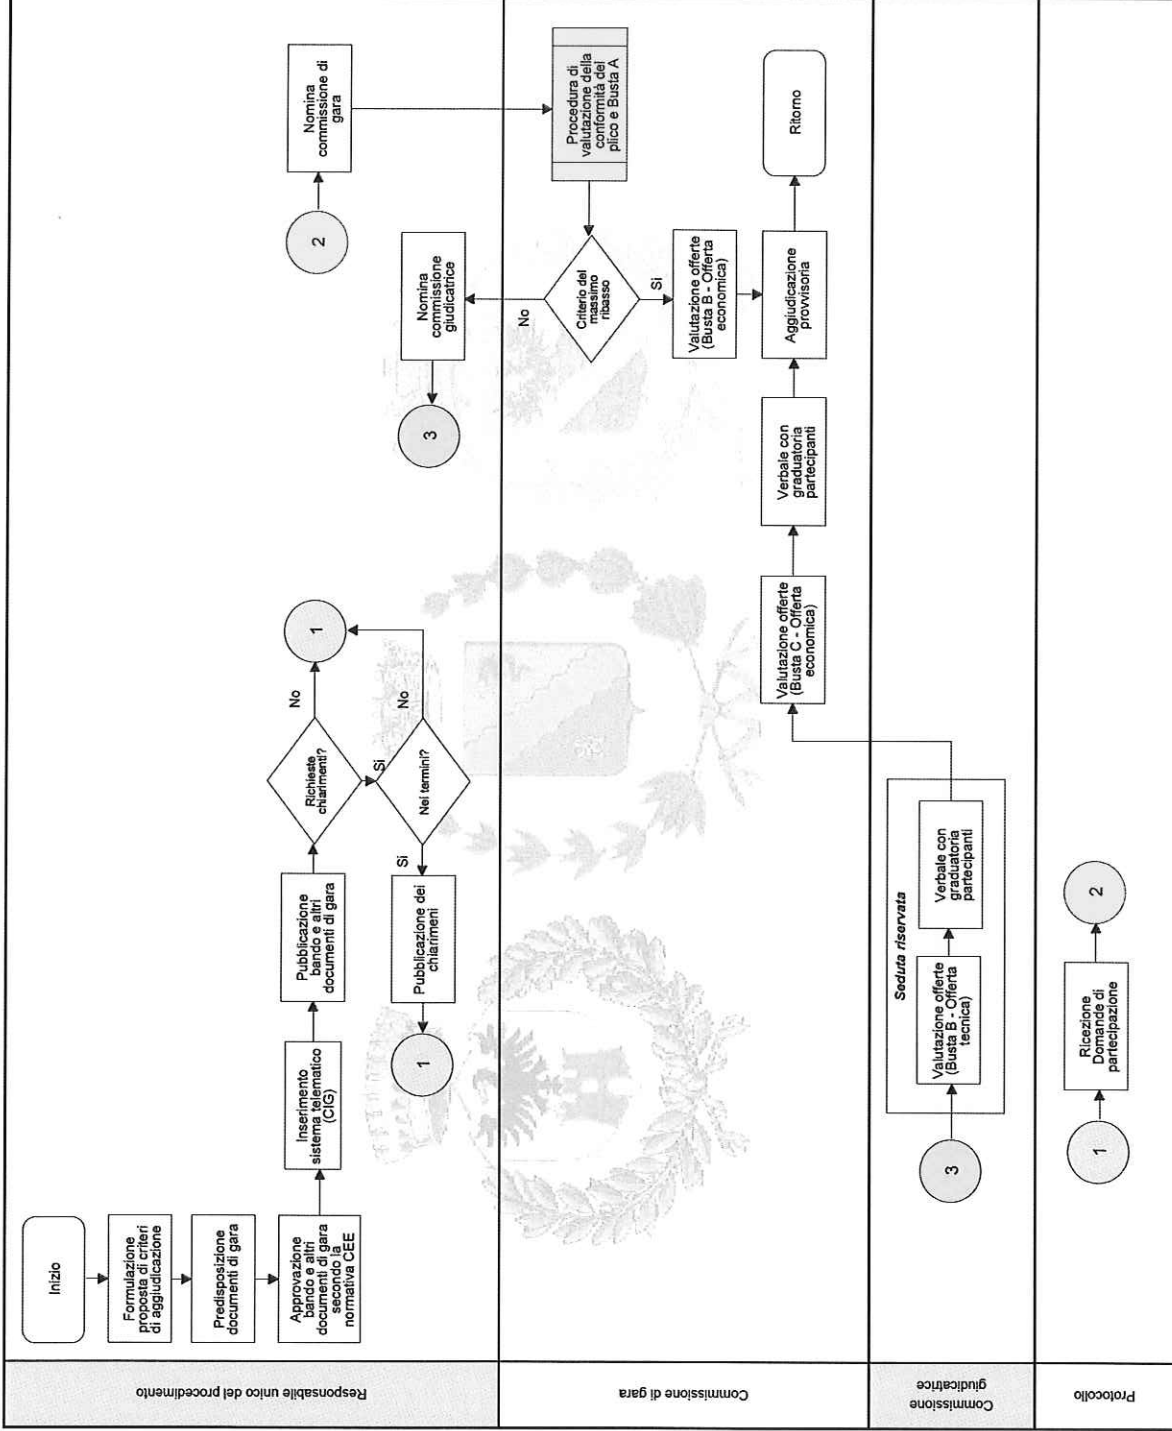 Responsabile unico del procedimento
Inizio
Formulazione
proposta di criteri
di aggiudicazione
Predisposizione
documenti di gara
Approvazione
bando e altri
documenti di gara
secondo la
normativa CEE
Inserimento
sistema telematico
(CIG)
Pubblicazione
bando e altri
documenti di gara
Richieste
chiarimenti?
No
Si
1
Nei termini?
No
Si
Pubblicazione dei
chiarimeni
1
2
Nomina
commissione di
gara
Nomina
commissione
giudicatrice
3
Commissione di gara
Procedura di
valutazione della
conformità del
plico e Busta A
Criterio del
massimo
ribasso
No
Si
Valutazione offerte
(Busta B - Offerta
economica)
Valutazione offerte
(Busta C - Offerta
economica)
Verbale con
graduatoria
partecipanti
Aggiudicazione
provvisoria
Ritorno
Commissione
giudicatrice
3
Seduta riservata
Valutazione offerte
(Busta B - Offerta
tecnica)
Verbale con
graduatoria
partecipanti
Protocollo
1
Ricezione
Domande di
partecipazione
2